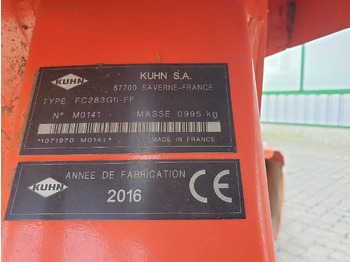 KUHN
KUHN S.A.
67700 SAVERNE-FRANCE
TYPE FC283GII-FF
N° M0141 MASSE 0995 kg
*1071970 M0141* MADE IN FRANCE
KUHN
ANNEE DE FABRICATION
2016
CE